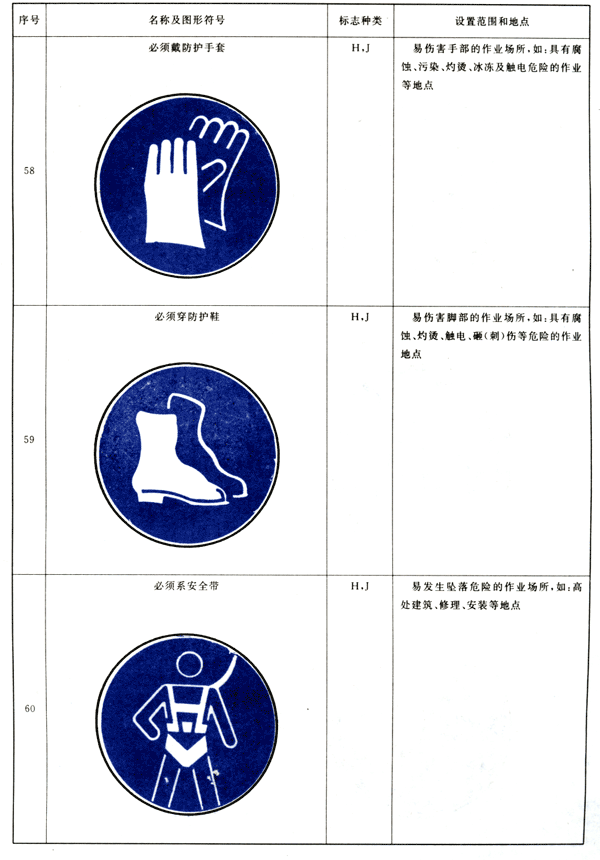 序号 名称及图形符号 标志种类 设置范围和地点
58
必须戴防护手套
H,J
易伤害手部的作业场所,如:具有腐
蚀、污染、灼烫、冰冻及触电危险的作业
等地点
59
必须穿防护鞋
H,J
易伤害脚部的作业场所,如:具有腐
蚀、灼烫、触电、砸(刺)伤等危险的作业
地点
60
必须系安全带
H,J
易发生坠落危险的作业场所,如:高
处建筑、修理、安装等地点